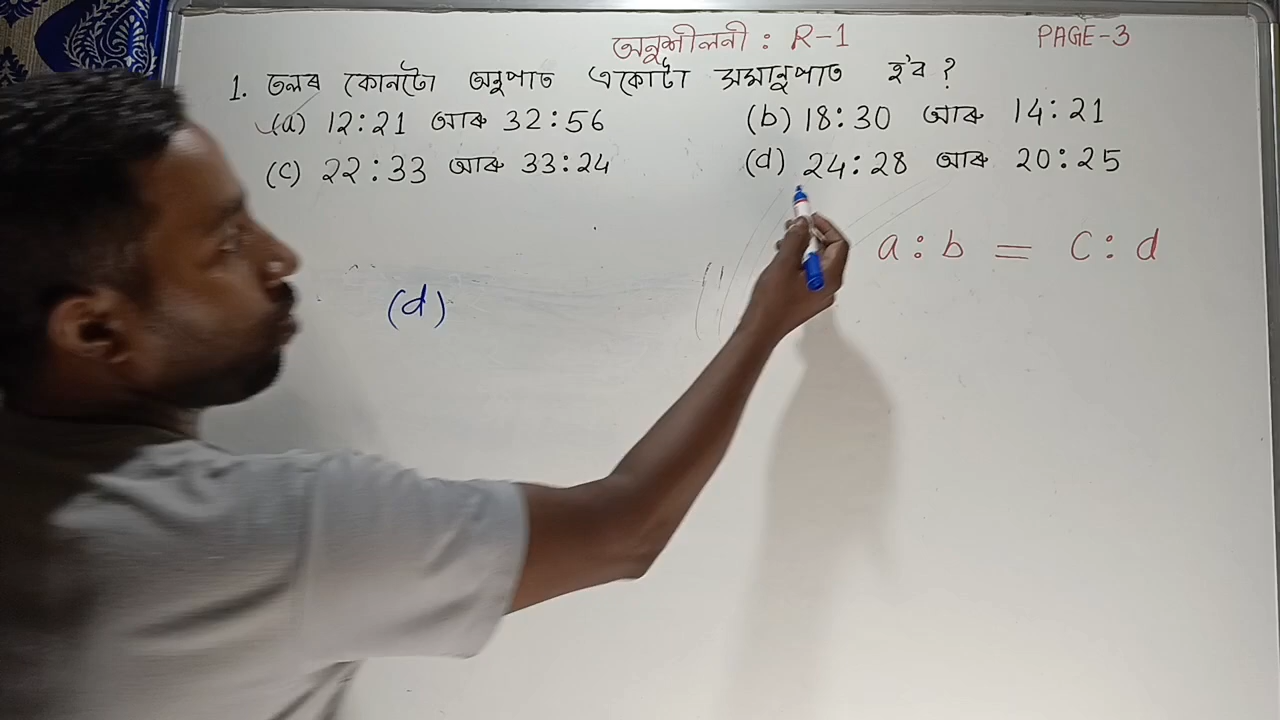 অনুশীলনী : R-1 PAGE-3
1. তলৰ কোনটো অনুপাত একোটা সমানুপাত হ'ব ?
(a) 12:21 আৰু 32:56 (b) 18:30 আৰু 14:21
(c) 22:33 আৰু 33:24 (d) 24:28 আৰু 20:25
a : b = C : d
(d)